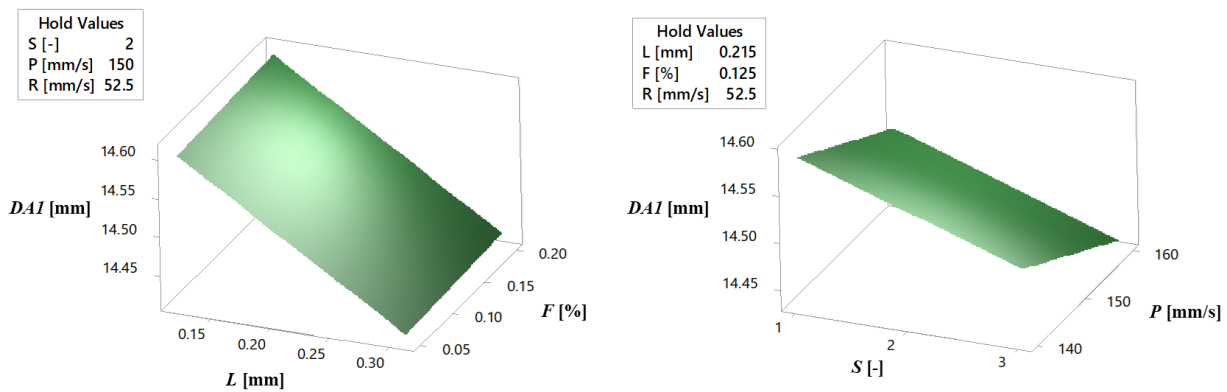 Hold Values
S [-] 2
P [mm/s] 150
R [mm/s] 52.5
14.60
14.55
DA1 [mm]
14.50
14.45
0.15
0.20
0.25
0.30
L [mm]
0.05
0.10
0.15
0.20
F [%]
Hold Values
L [mm] 0.215
F [%] 0.125
R [mm/s] 52.5
14.60
14.55
DA1 [mm]
14.50
14.45
1
2
3
S [-]
140
150
160
P [mm/s]